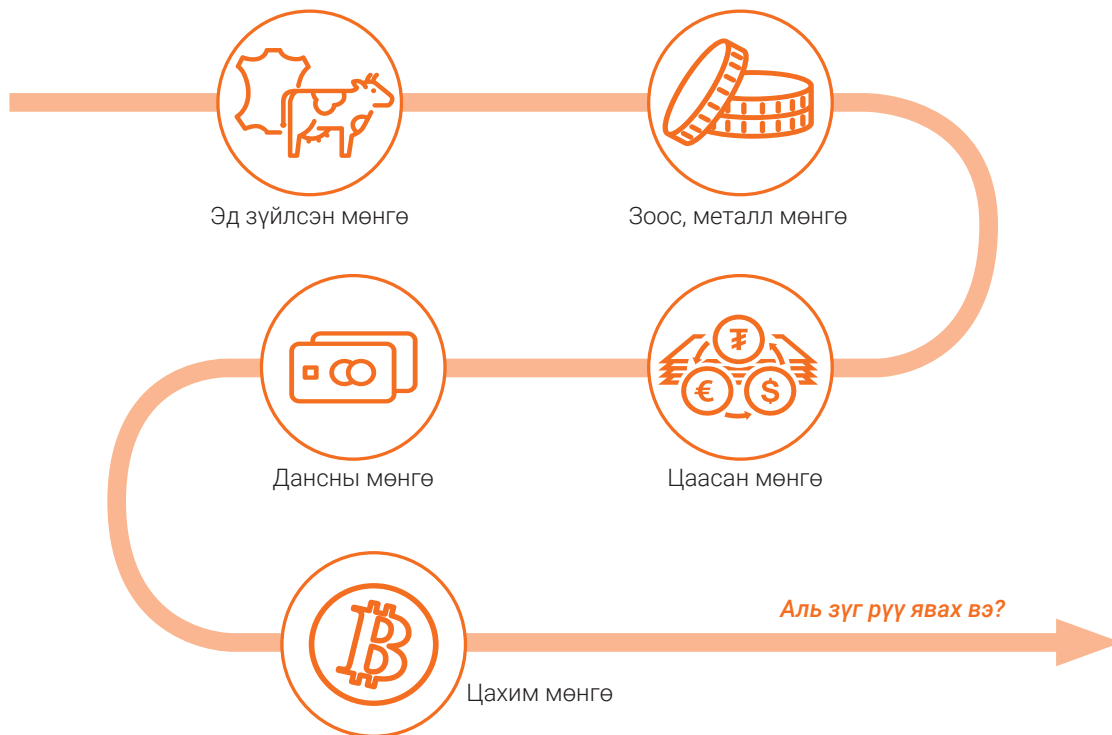 Эд зүйлсэн мөнгө
Зоос, металл мөнгө
₮
€
$
Дансны мөнгө
Цаасан мөнгө
Аль зүг рүү явах вэ?
Цахим мөнгө